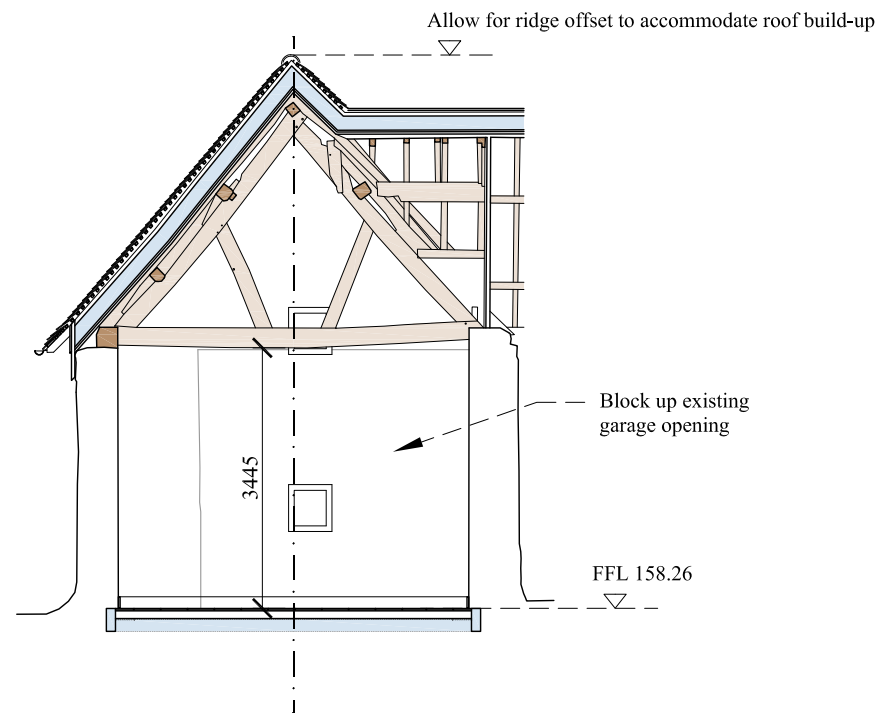 Allow for ridge offset to accommodate roof build-up
Block up existing
garage opening
3445
FFL 158.26